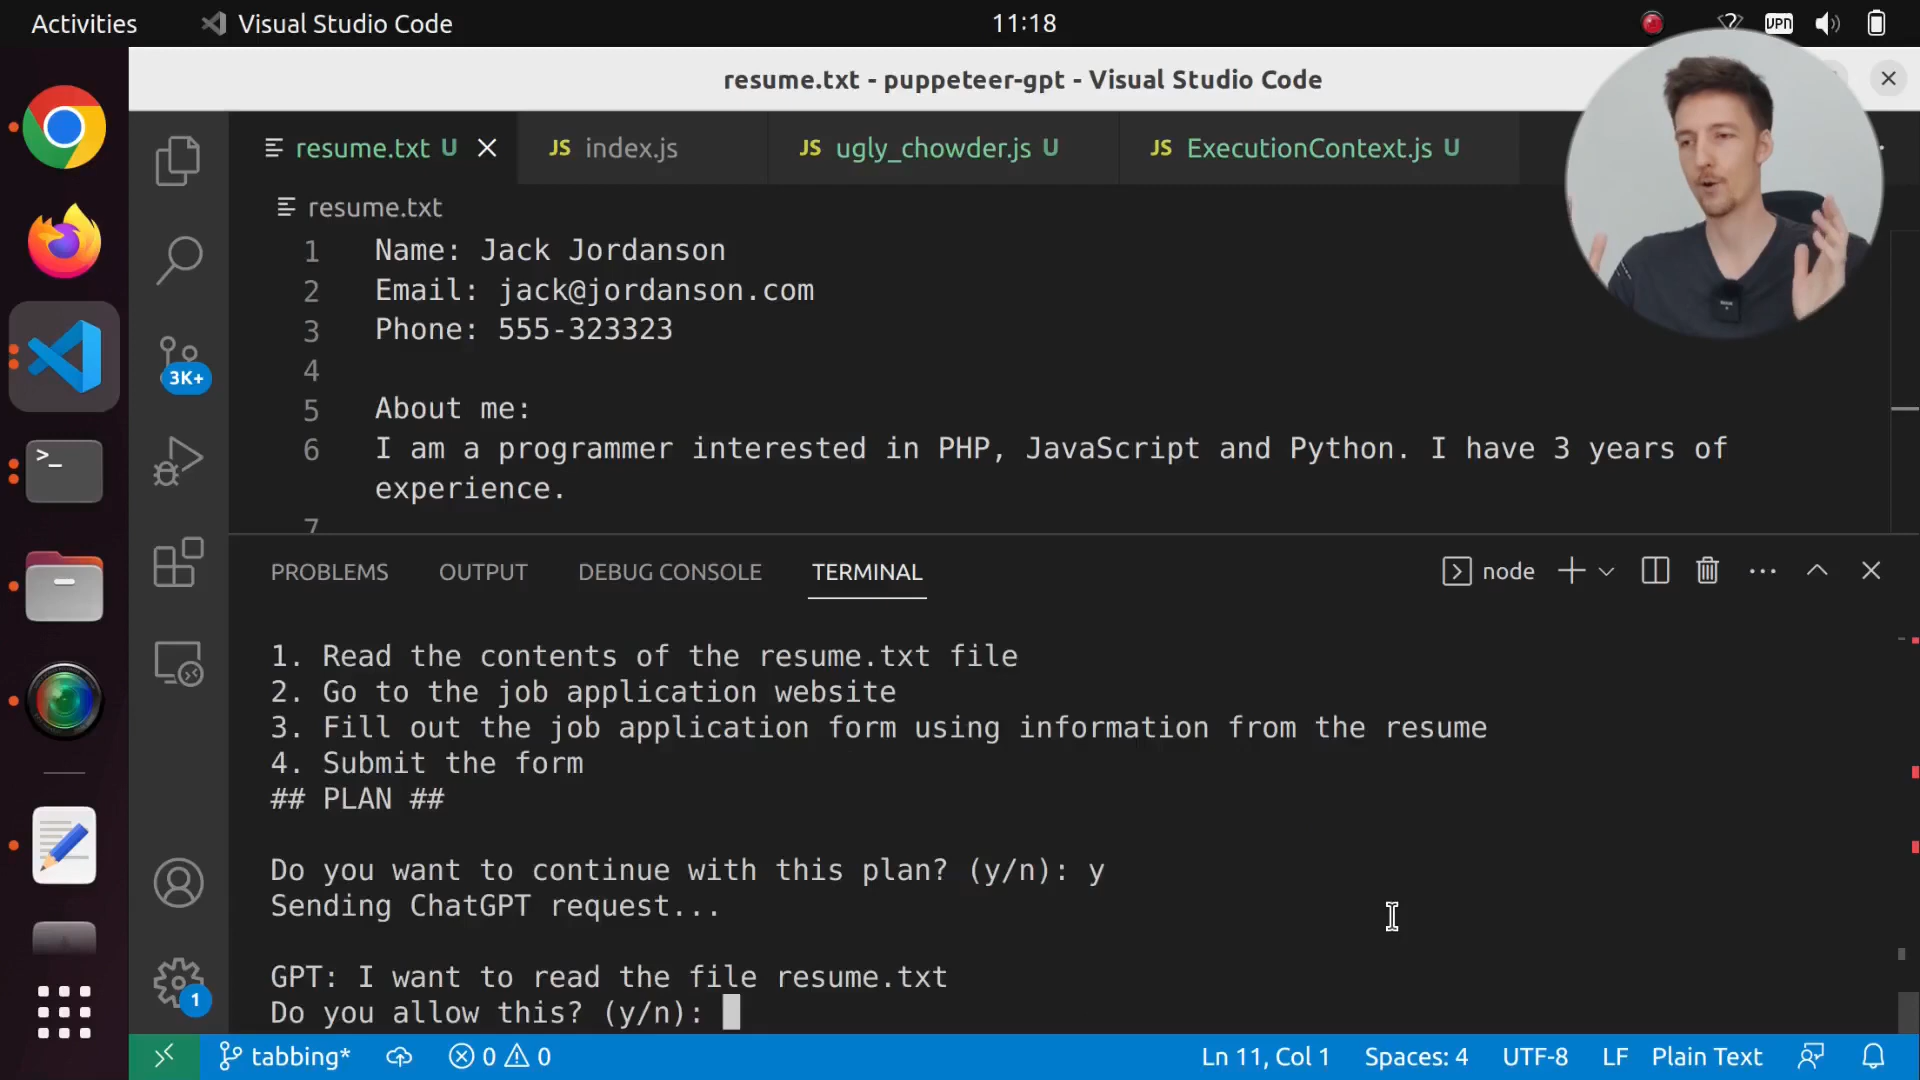 Activities
Visual Studio Code
11:18
VPN
resume.txt - puppeteer-gpt - Visual Studio Code
resume.txt U
JS index.js
JS ugly_chowder.js U
JS ExecutionContext.js U
resume.txt
1 Name: Jack Jordanson
2 Email: jack@jordanson.com
3 Phone: 555-323323
4
5 About me:
6 I am a programmer interested in PHP, JavaScript and Python. I have 3 years of
experience.
7
3K+
PROBLEMS OUTPUT DEBUG CONSOLE TERMINAL
node
1. Read the contents of the resume.txt file
2. Go to the job application website
3. Fill out the job application form using information from the resume
4. Submit the form
## PLAN ##
Do you want to continue with this plan? (y/n): y
Sending ChatGPT request...
GPT: I want to read the file resume.txt
Do you allow this? (y/n):
1
tabbing*
0
0
Ln 11, Col 1
Spaces: 4
UTF-8
LF
Plain Text